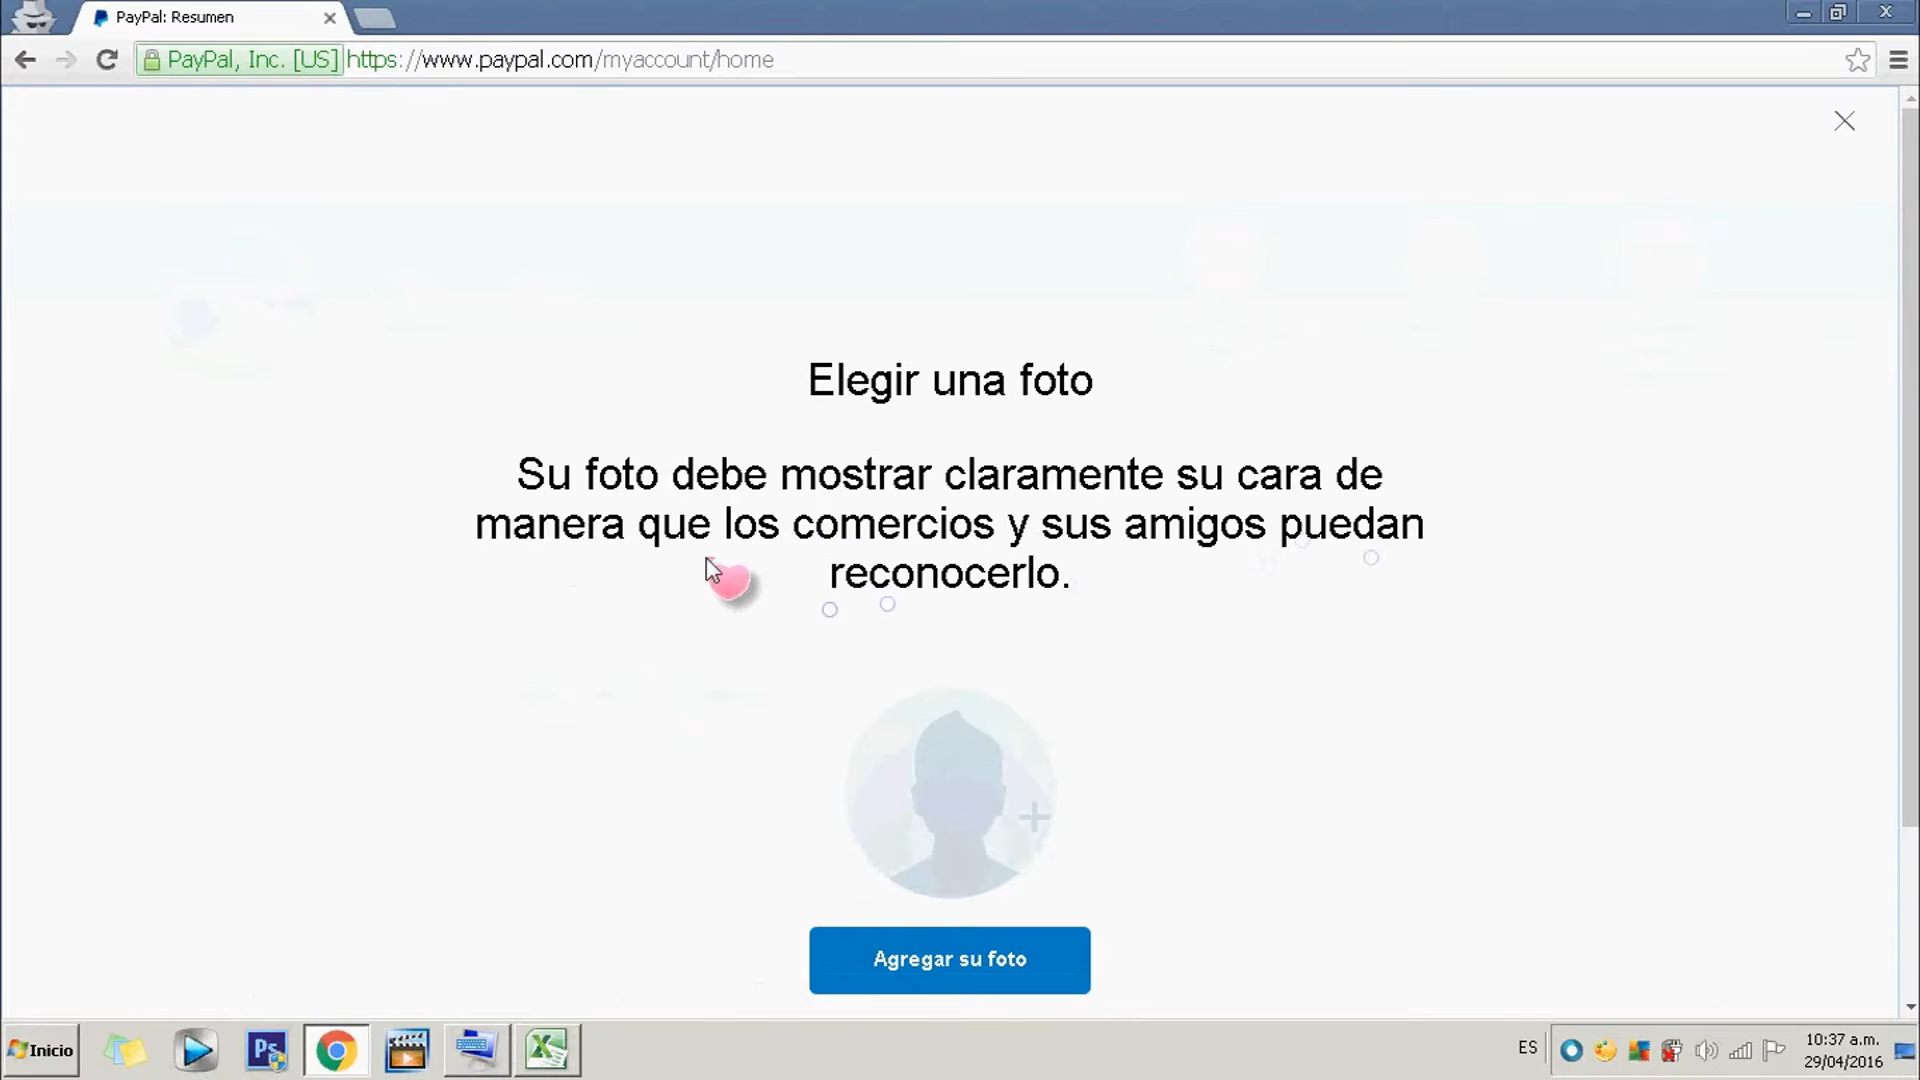 PayPal: Resumen
PayPal, Inc. [US] https://www.paypal.com/myaccount/home
Elegir una foto
Su foto debe mostrar claramente su cara de
manera que los comercios y sus amigos puedan
reconocerlo.
Agregar su foto
Inicio
Ps
ES
10:37 a.m.
29/04/2016